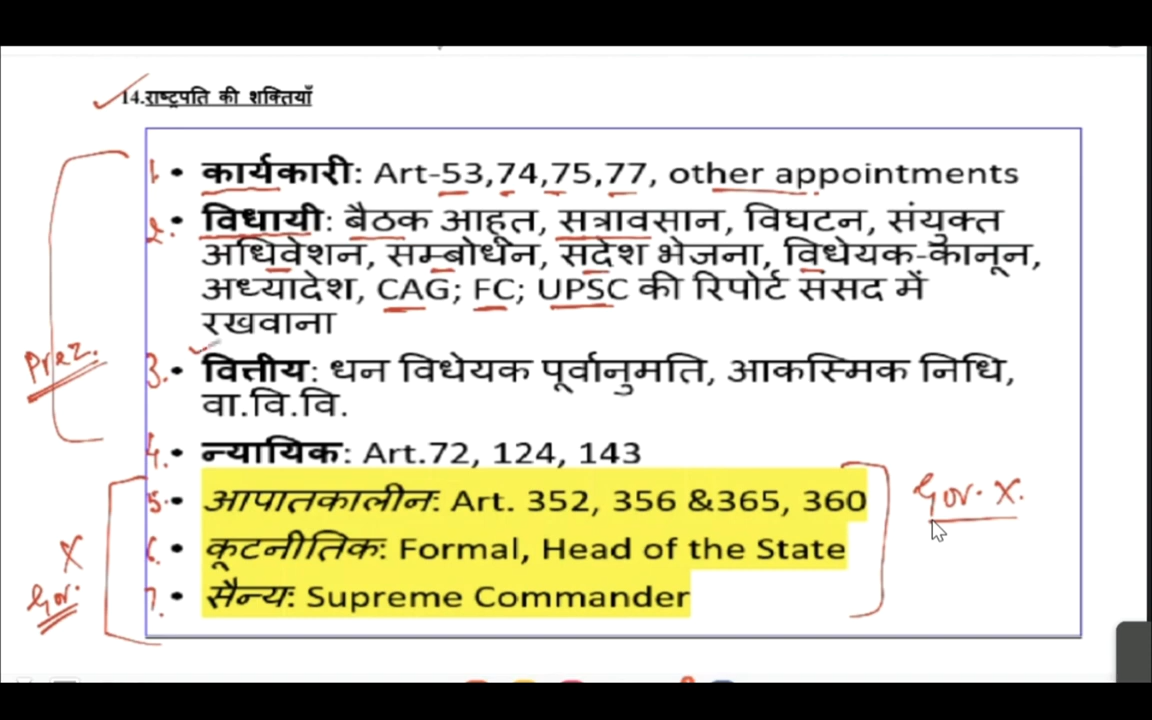 14.राष्ट्रपति की शक्तियाँ
1. • कार्यकारी: Art-53,74,75,77, other appointments
2. • विधायी: बैठक आहूत, सत्रावसान, विघटन, संयुक्त
अधिवेशन, सम्बोधन, सदेश भेजना, विधेयक-कानून,
अध्यादेश, CAG; FC; UPSC की रिपोर्ट संसद में
रखवाना
Prez.
3. • वित्तीय: धन विधेयक पूर्वानुमति, आकस्मिक निधि,
वा.वि.वि.
4. • न्यायिक: Art.72, 124, 143
5. • आपातकालीन: Art. 352, 356 &365, 360
Gov. X.
6. • कूटनीतिक: Formal, Head of the State
X
Gov.
7. • सैन्य: Supreme Commander